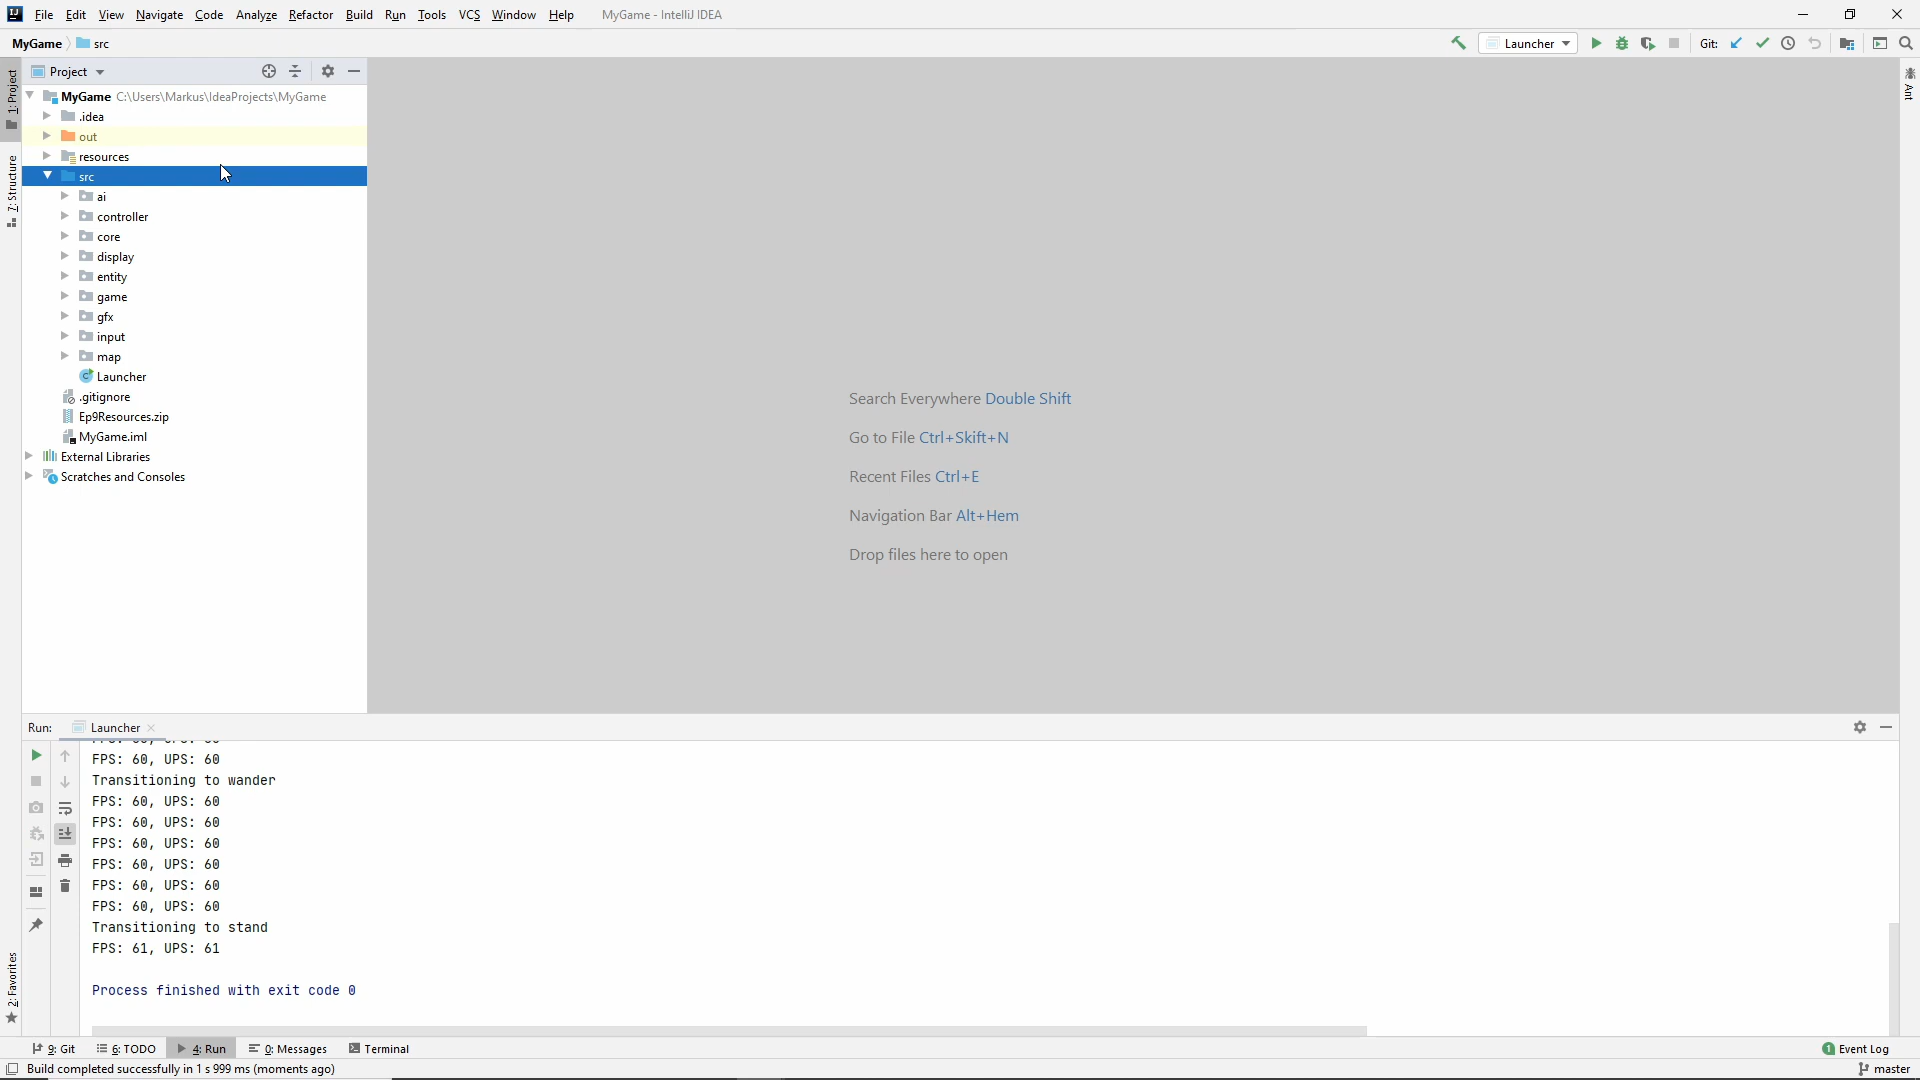 File Edit View Navigate Code Analyze Refactor Build Run Tools VCS Window Help MyGame - IntelliJ IDEA
MyGame src
Launcher Git:
1: Project
7: Structure
2: Favorites
Ant
Project
MyGame C:\Users\Markus\IdeaProjects\MyGame
.idea
out
resources
src
ai
controller
core
display
entity
game
gfx
input
map
Launcher
.gitignore
Ep9Resources.zip
MyGame.iml
External Libraries
Scratches and Consoles
Search Everywhere Double Shift
Go to File Ctrl+Skift+N
Recent Files Ctrl+E
Navigation Bar Alt+Hem
Drop files here to open
Run: Launcher
FPS: 60, UPS: 60
Transitioning to wander
FPS: 60, UPS: 60
FPS: 60, UPS: 60
FPS: 60, UPS: 60
FPS: 60, UPS: 60
FPS: 60, UPS: 60
FPS: 60, UPS: 60
Transitioning to stand
FPS: 61, UPS: 61
Process finished with exit code 0
9: Git 6: TODO 4: Run 0: Messages Terminal 1 Event Log
Build completed successfully in 1 s 999 ms (moments ago) master